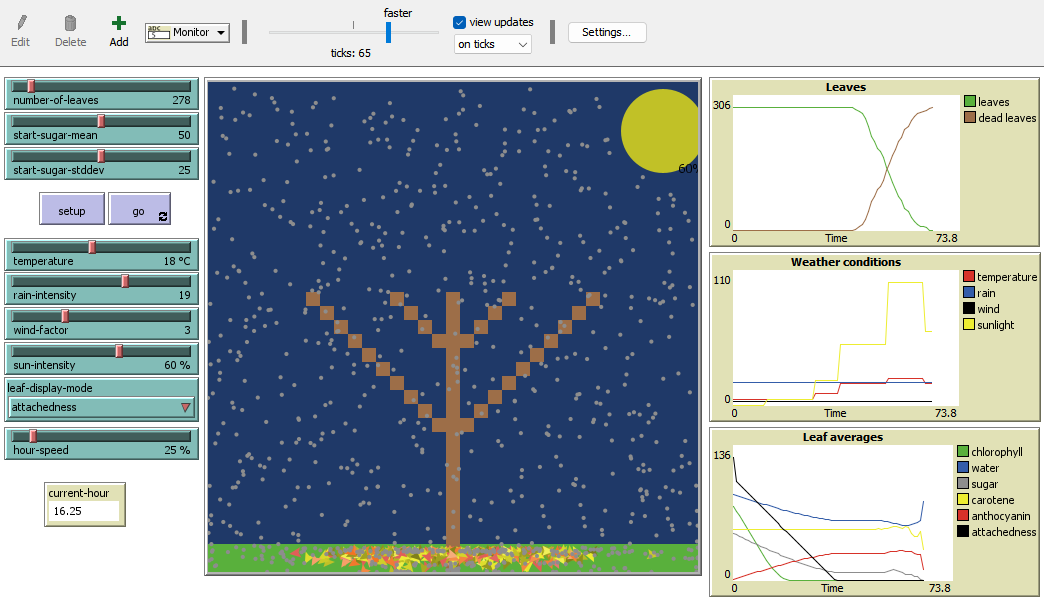 faster
Edit
Delete
Add
abc
Monitor
ticks: 65
view updates
on ticks
Settings...
number-of-leaves 278
start-sugar-mean 50
start-sugar-stddev 25
setup
go
temperature 18 °C
rain-intensity 19
wind-factor 3
sun-intensity 60 %
leaf-display-mode
attachedness
hour-speed 25 %
current-hour
16.25
60%
Leaves
306
0
0 Time 73.8
leaves
dead leaves
Weather conditions
110
0
0 Time 73.8
temperature
rain
wind
sunlight
Leaf averages
136
0
0 Time 73.8
chlorophyll
water
sugar
carotene
anthocyanin
attachedness